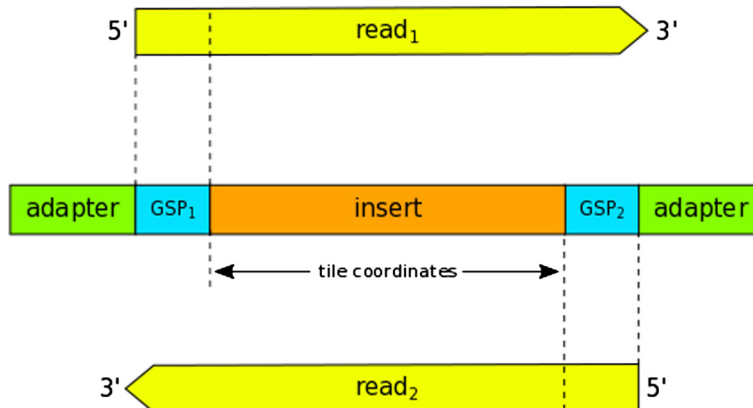 5' read₁ 3'
adapter GSP₁ insert GSP₂ adapter
tile coordinates
3' read₂ 5'